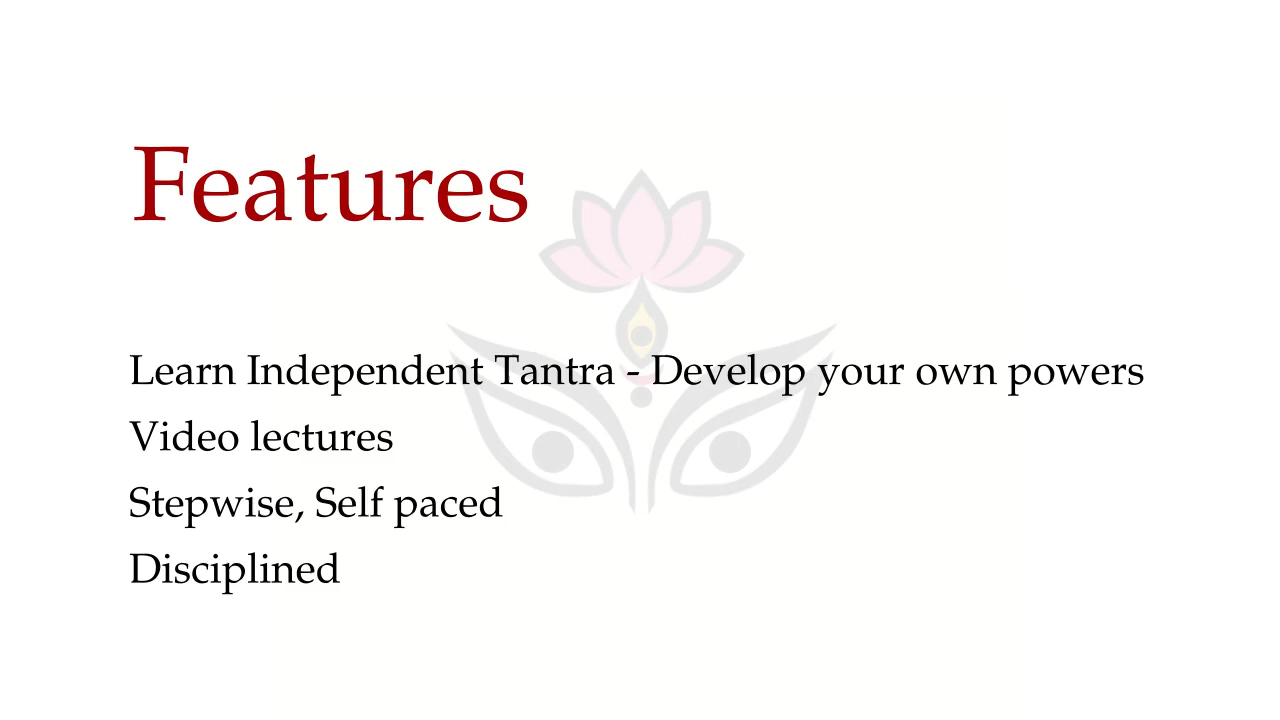 Features
Learn Independent Tantra - Develop your own powers
Video lectures
Stepwise, Self paced
Disciplined